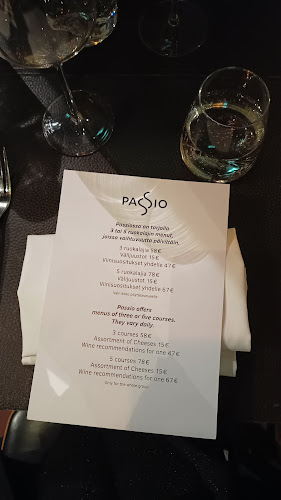 PASSIO
Passiossa on tarjolla
3 tai 5 ruokalajin menut,
joissa vaihtuvuutta päivittäin.
3 ruokalajia 58€
Välijuustot 15€
Viinisuositukset yhdelle 47€
5 ruokalajia 78€
Välijuustot 15€
Viinisuositukset yhdelle 67€
Vain koko pöytäseurueelle
Passio offers
menus of three or five courses.
They vary daily.
3 courses 58€
Assortment of Cheeses 15€
Wine recommendations for one 47€
5 courses 78€
Assortment of Cheeses 15€
Wine recommendations for one 67€
Only for the whole group